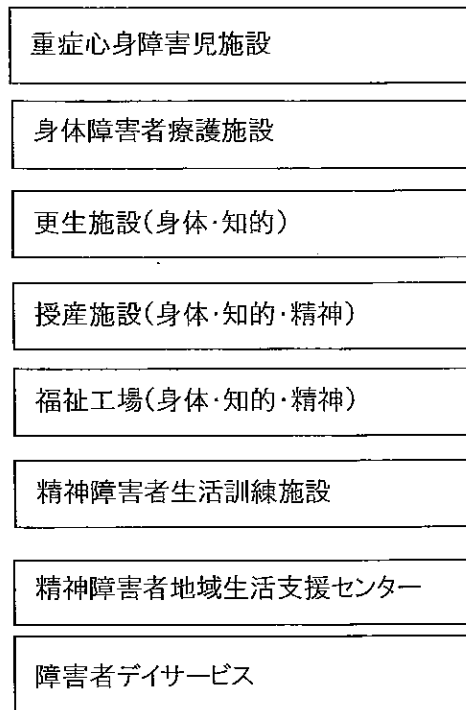 重症心身障害児施設
身体障害者療護施設
更生施設(身体･知的)
授産施設(身体･知的･精神)
福祉工場(身体･知的･精神)
精神障害者生活訓練施設
精神障害者地域生活支援センター
障害者デイサービス